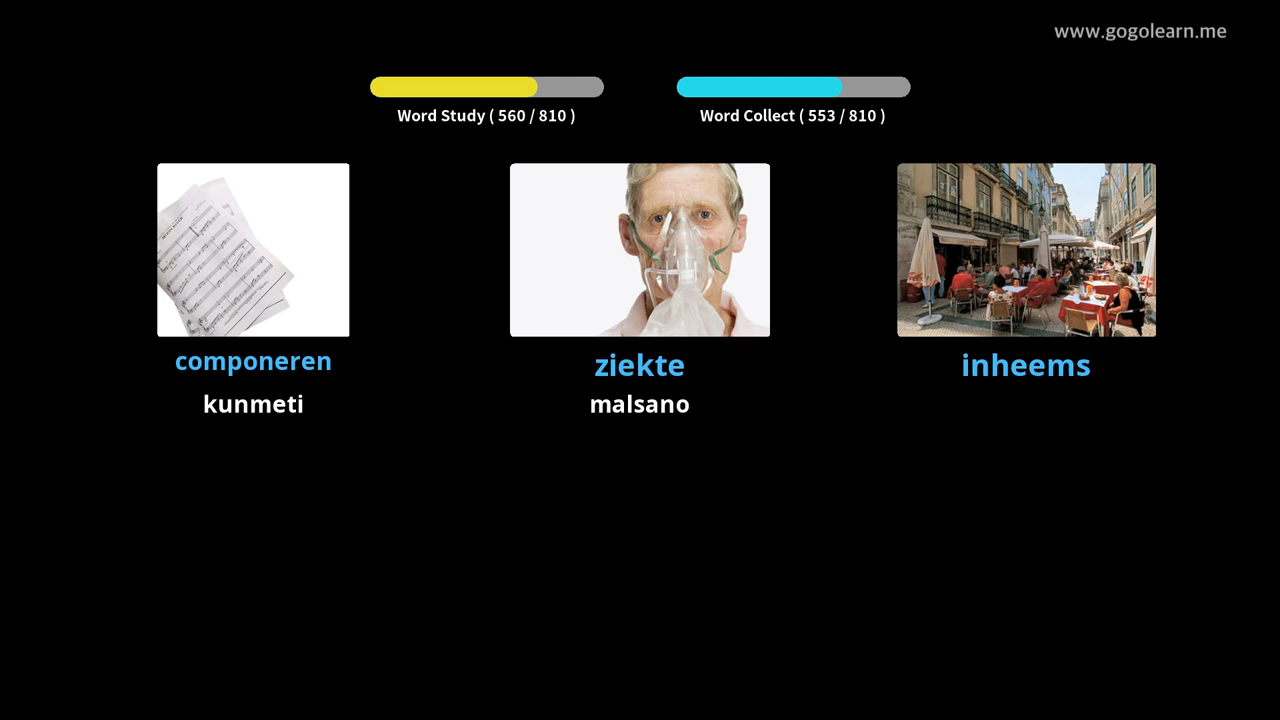 www.gogolearn.me
Word Study ( 560 / 810 )
Word Collect ( 553 / 810 )
componeren
kunmeti
ziekte
malsano
inheems